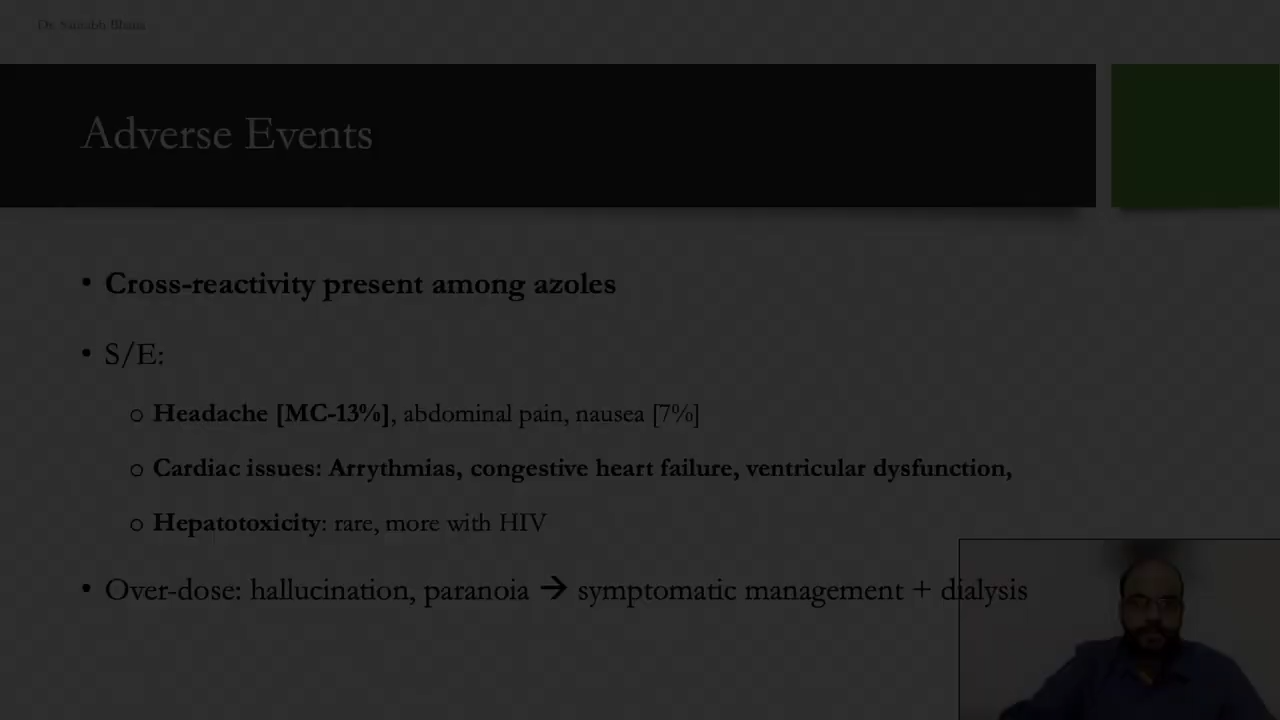 Dr. Saurabh Bhatia
Adverse Events
• Cross-reactivity present among azoles
• S/E:
o Headache [MC-13%], abdominal pain, nausea [7%]
o Cardiac issues: Arrythmias, congestive heart failure, ventricular dysfunction,
o Hepatotoxicity: rare, more with HIV
• Over-dose: hallucination, paranoia → symptomatic management + dialysis